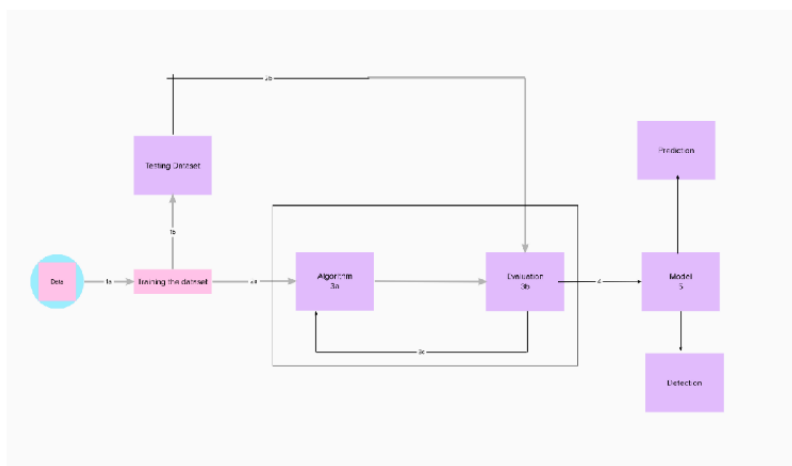 2b
Testing Dataset
Prediction
1b
Data
1a
Training the dataset
2a
Algorithm
3a
Evaluation
3b
4
Model
5
3c
Detection